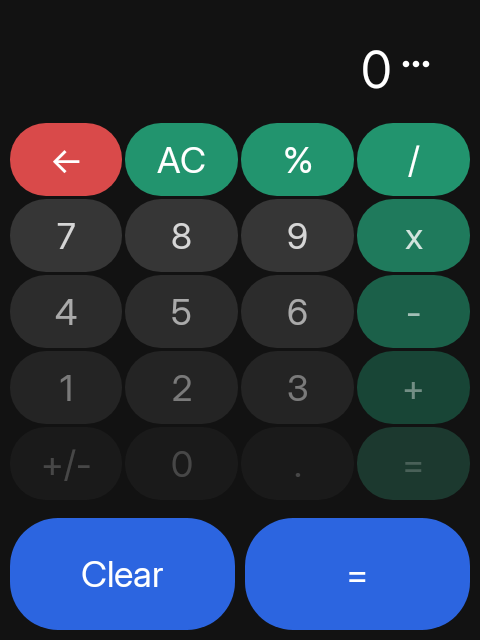 0 •••
← AC % /
7 8 9 x
4 5 6 -
1 2 3 +
+/- 0 . =
Clear =